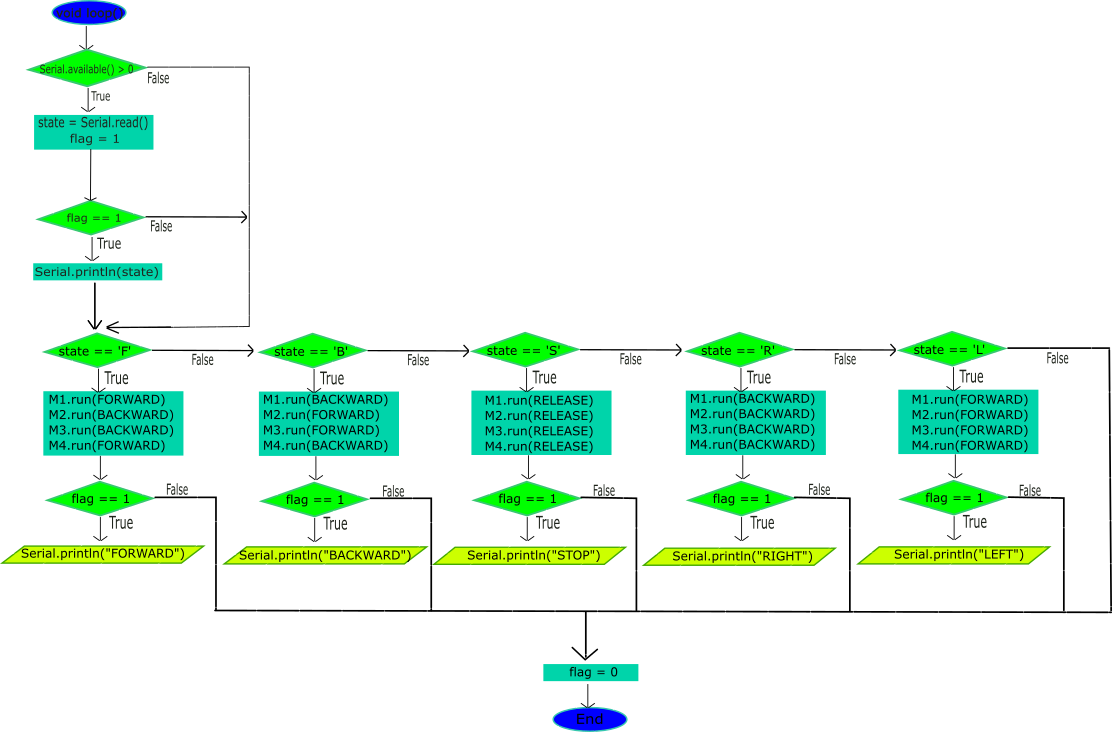 void loop()
Serial.available() > 0
False
True
state = Serial.read()
flag = 1
flag == 1
False
True
Serial.println(state)
state == 'F'
False
state == 'B'
False
state == 'S'
False
state == 'R'
False
state == 'L'
False
True
True
True
True
True
M1.run(FORWARD)
M2.run(BACKWARD)
M3.run(BACKWARD)
M4.run(FORWARD)
M1.run(BACKWARD)
M2.run(FORWARD)
M3.run(FORWARD)
M4.run(BACKWARD)
M1.run(RELEASE)
M2.run(RELEASE)
M3.run(RELEASE)
M4.run(RELEASE)
M1.run(BACKWARD)
M2.run(BACKWARD)
M3.run(BACKWARD)
M4.run(BACKWARD)
M1.run(FORWARD)
M2.run(FORWARD)
M3.run(FORWARD)
M4.run(FORWARD)
flag == 1
False
flag == 1
False
flag == 1
False
flag == 1
False
flag == 1
False
True
True
True
True
True
Serial.println("FORWARD")
Serial.println("BACKWARD")
Serial.println("STOP")
Serial.println("RIGHT")
Serial.println("LEFT")
flag = 0
End